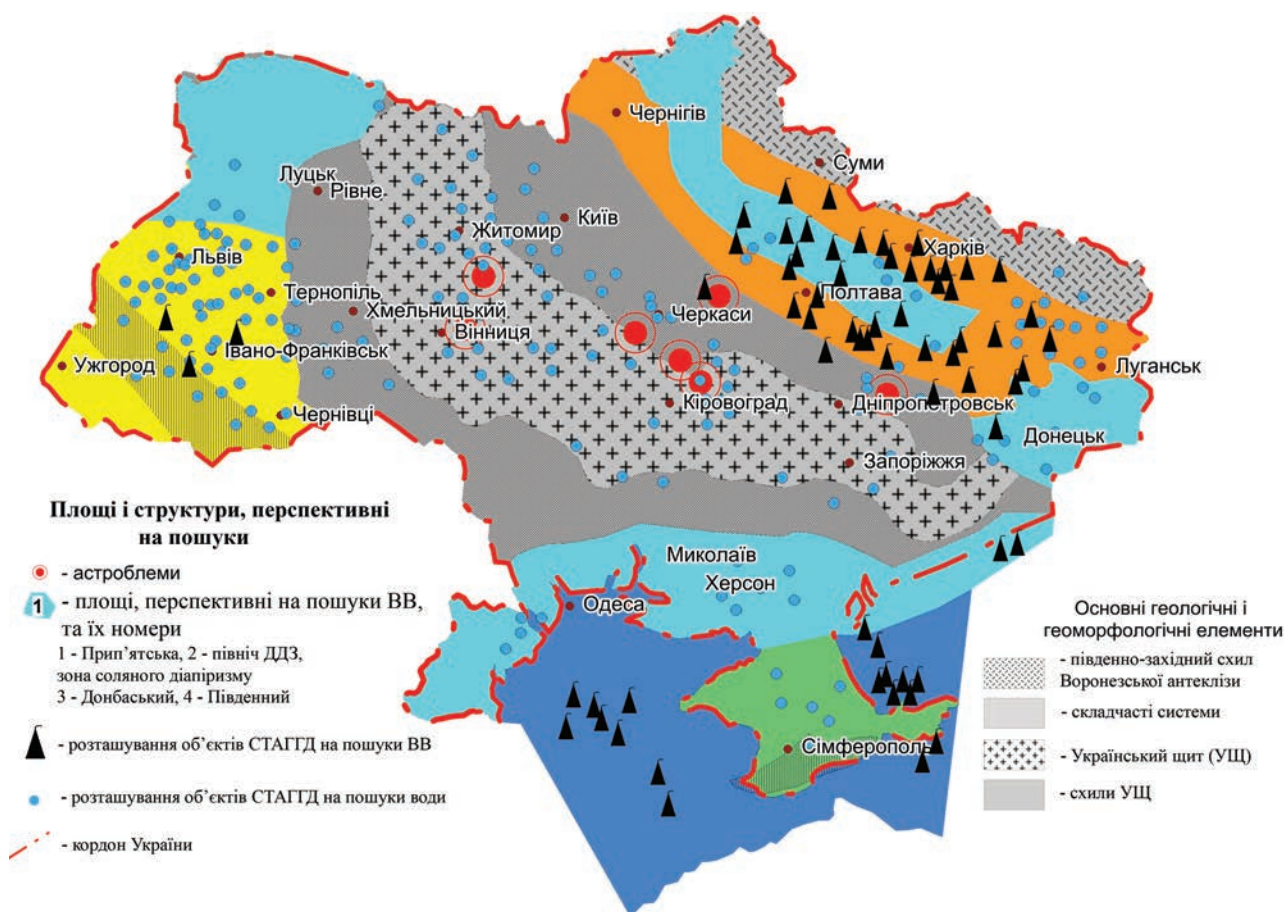 Чернігів
Суми
Луцьк
Рівне
Київ
Житомир
Харків
Львів
Тернопіль
Полтава
Хмельницький
Черкаси
Вінниця
Ужгород
Івано-Франківськ
Луганськ
Кіровоград
Дніпропетровськ
Чернівці
Донецьк
Запоріжжя
Миколаїв
Херсон
Одеса
Сімферополь
Площі і структури, перспективні
на пошуки
- астроблеми
1 - площі, перспективні на пошуки ВВ,
та їх номери
1 - Прип’ятська, 2 - північ ДДЗ,
зона соляного діапіризму
3 - Донбаський, 4 - Південний
- розташування об’єктів СТАГГД на пошуки ВВ
- розташування об’єктів СТАГГД на пошуки води
- кордон України
Основні геологічні і
геоморфологічні елементи
- південно-західний схил
Воронезської антеклізи
- складчасті системи
- Український щит (УЩ)
- схили УЩ